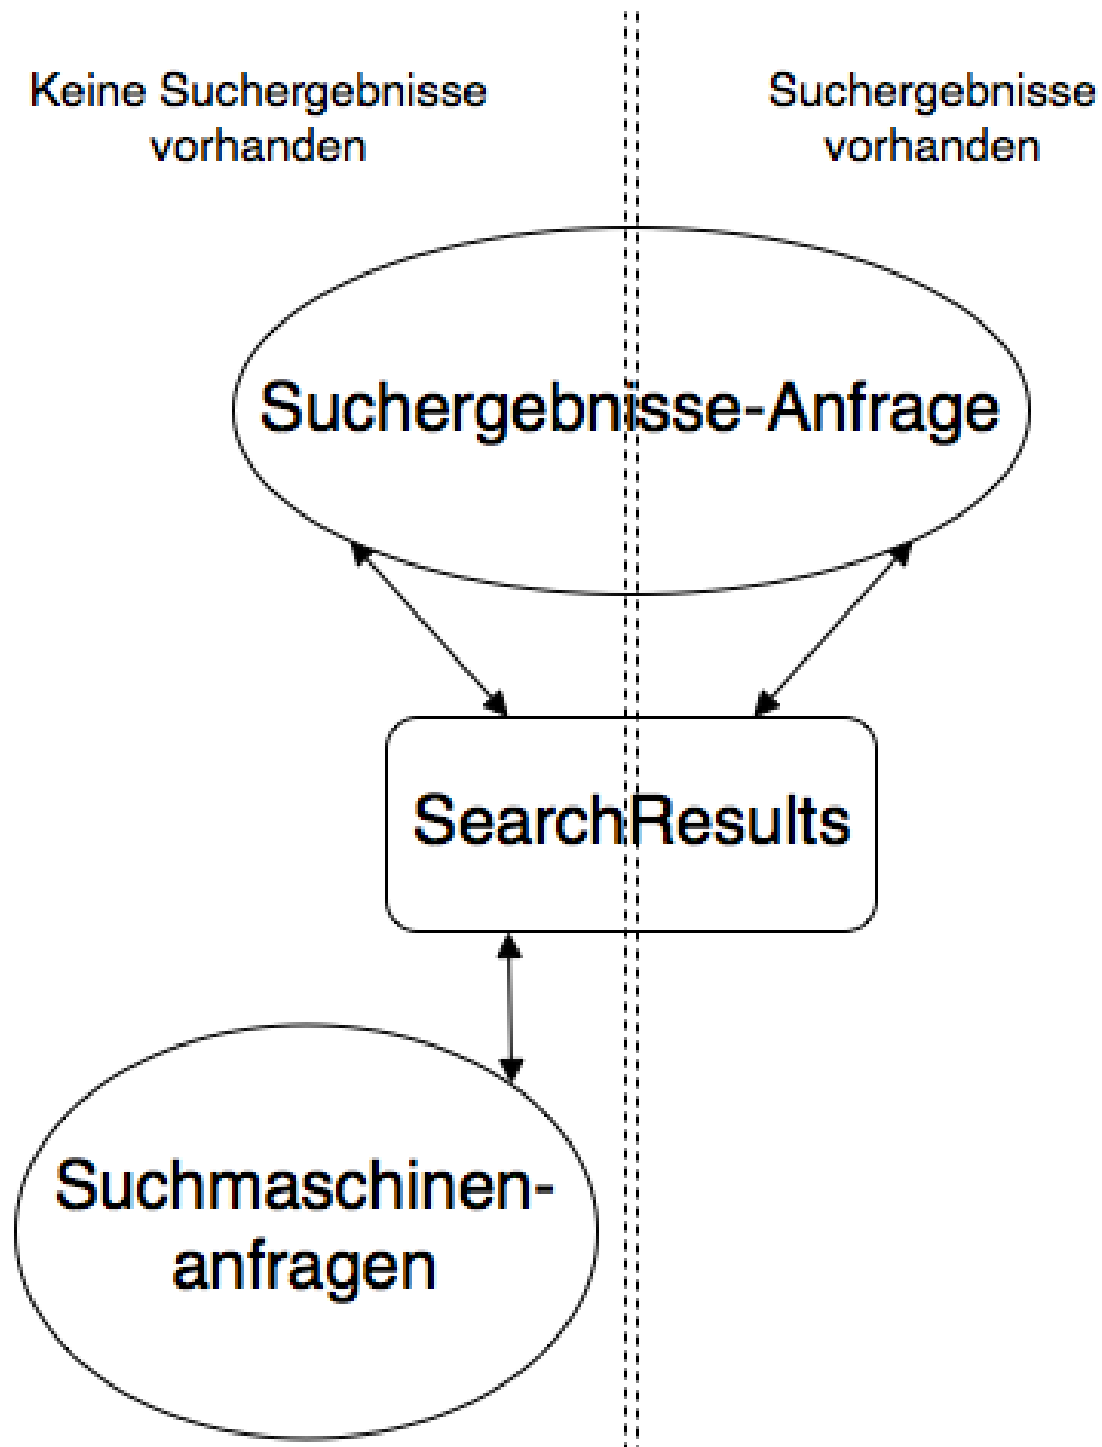 Keine Suchergebnisse
vorhanden
Suchergebnisse
vorhanden
Suchergebnisse-Anfrage
SearchResults
Suchmaschinen-
anfragen